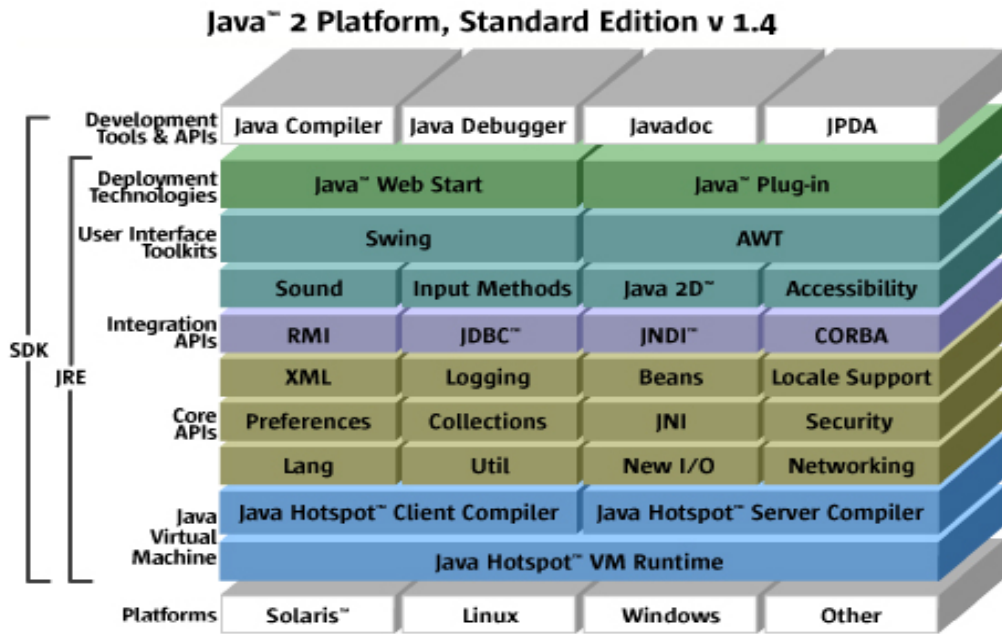 Java™ 2 Platform, Standard Edition v 1.4
Development Tools & APIs
Java Compiler
Java Debugger
Javadoc
JPDA
Deployment Technologies
Java™ Web Start
Java™ Plug-in
User Interface Toolkits
Swing
AWT
Sound
Input Methods
Java 2D™
Accessibility
Integration APIs
RMI
JDBC™
JNDI™
CORBA
SDK
JRE
XML
Logging
Beans
Locale Support
Core APIs
Preferences
Collections
JNI
Security
Lang
Util
New I/O
Networking
Java Virtual Machine
Java Hotspot™ Client Compiler
Java Hotspot™ Server Compiler
Java Hotspot™ VM Runtime
Platforms
Solaris™
Linux
Windows
Other